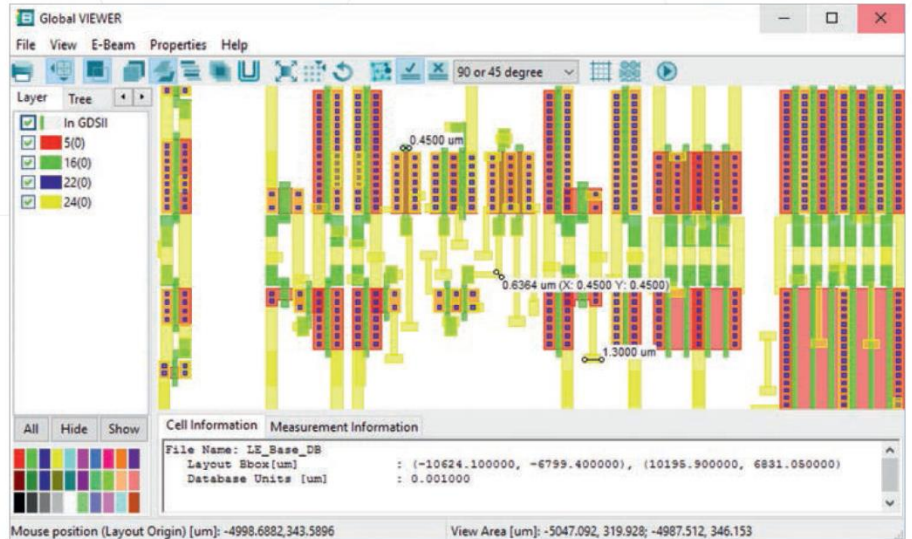 Global VIEWER
File View E-Beam Properties Help
90 or 45 degree
Layer Tree
In GDSII
5(0)
16(0)
22(0)
24(0)
0.4500 um
0.6364 um (X: 0.4500 Y: 0.4500)
1.3000 um
All Hide Show
Cell Information Measurement Information
File Name: LE_Base_DB
Layout Bbox[um] : (-10624.100000, -6799.400000), (10195.900000, 6831.050000)
Database Units [um] : 0.001000
Mouse position (Layout Origin) [um]: -4998.6882,343.5896 View Area [um]: -5047.092, 319.928; -4987.512, 346.153